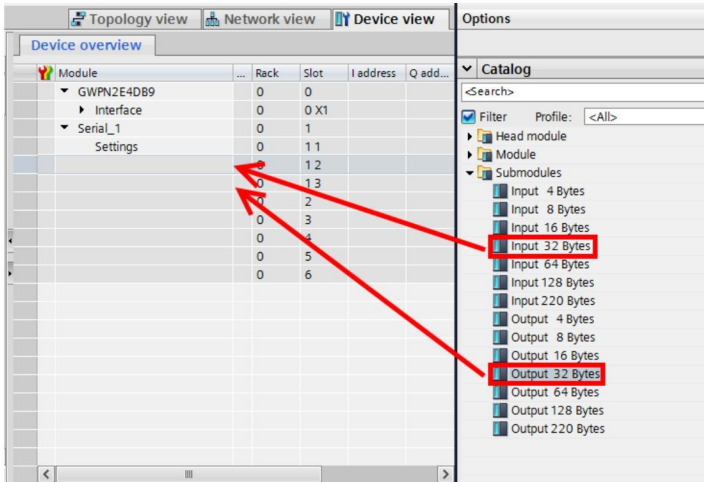 Topology view Network view Device view
Device overview
Module ... Rack Slot I address Q add...
GWPN2E4DB9 0 0
Interface 0 0 X1
Serial_1 0 1
Settings 0 1 1
0 1 2
0 1 3
0 2
0 3
0 4
0 5
0 6
Options
Catalog
<Search>
Filter Profile: <All>
Head module
Module
Submodules
Input 4 Bytes
Input 8 Bytes
Input 16 Bytes
Input 32 Bytes
Input 64 Bytes
Input 128 Bytes
Input 220 Bytes
Output 4 Bytes
Output 8 Bytes
Output 16 Bytes
Output 32 Bytes
Output 64 Bytes
Output 128 Bytes
Output 220 Bytes